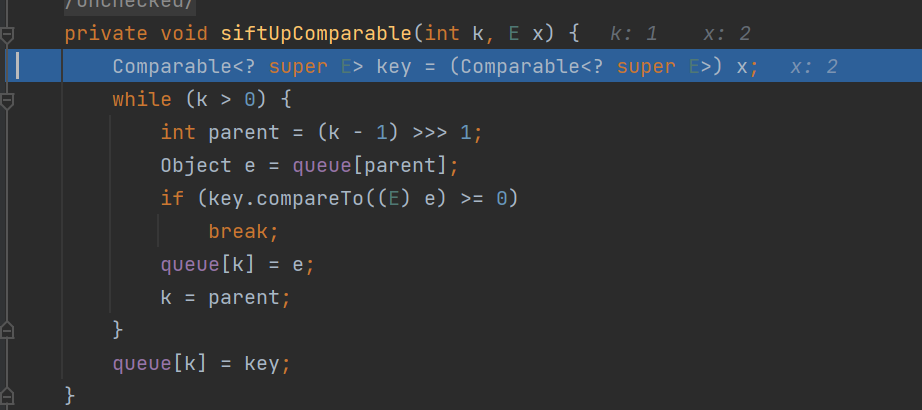 /unchecked/
private void siftUpComparable(int k, E x) {   k: 1    x: 2
    Comparable<? super E> key = (Comparable<? super E>) x;   x: 2
    while (k > 0) {
        int parent = (k - 1) >>> 1;
        Object e = queue[parent];
        if (key.compareTo((E) e) >= 0)
            break;
        queue[k] = e;
        k = parent;
    }
    queue[k] = key;
}